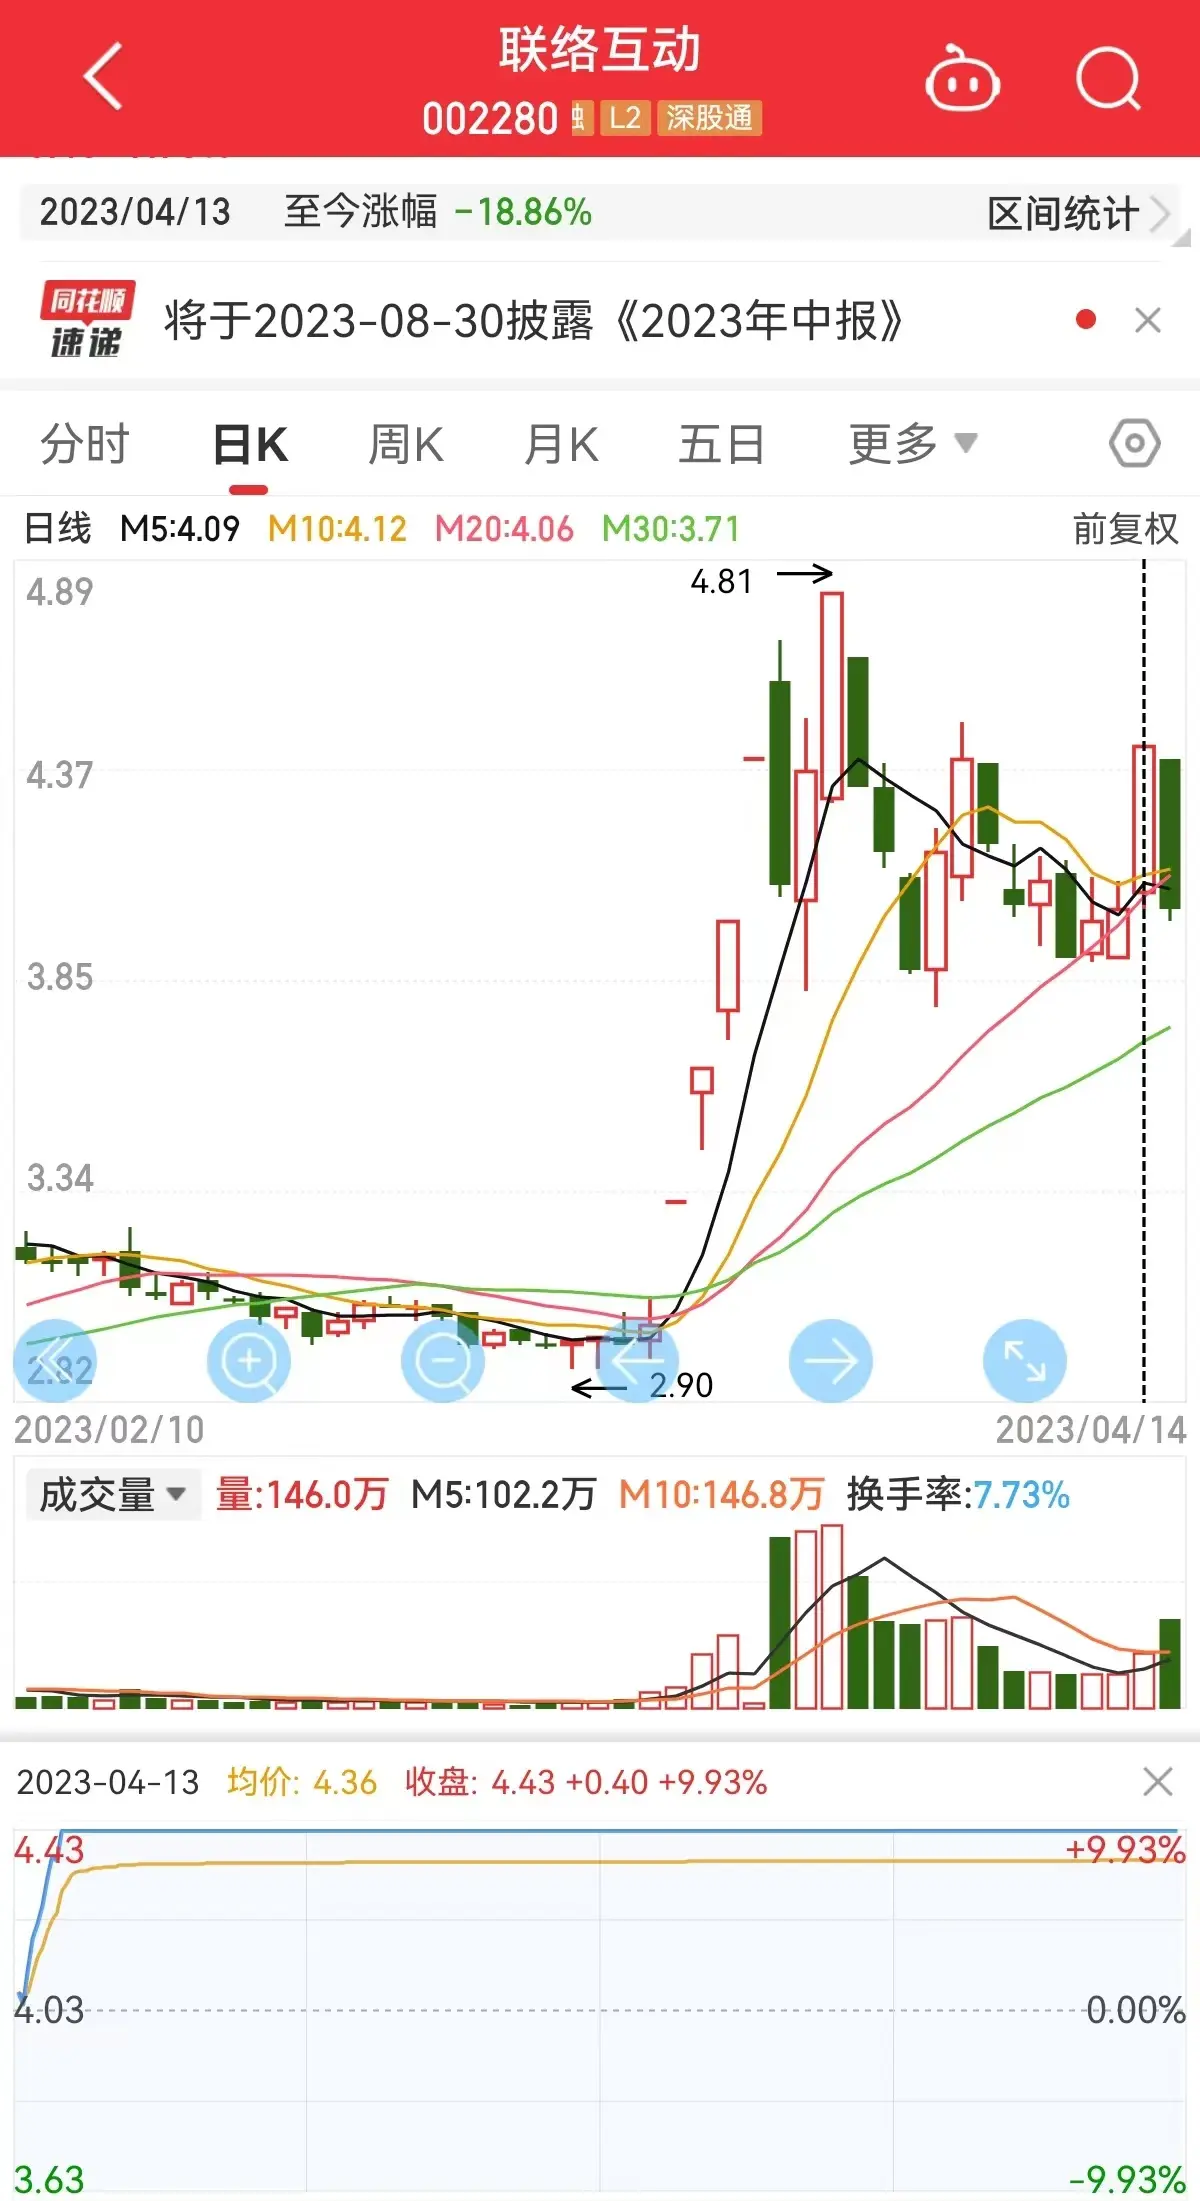 联络互动
002280 L2 深股通
2023/04/13 至今涨幅 -18.86% 区间统计
同花顺
速递
将于2023-08-30披露《2023年中报》
分时 日K 周K 月K 五日 更多
日线 M5:4.09 M10:4.12 M20:4.06 M30:3.71 前复权
4.89
4.81
4.37
3.85
3.34
2.82
2.90
2023/02/10 2023/04/14
成交量 量:146.0万 M5:102.2万 M10:146.8万 换手率:7.73%
2023-04-13 均价: 4.36 收盘: 4.43 +0.40 +9.93%
4.43 +9.93%
4.03 0.00%
3.63 -9.93%